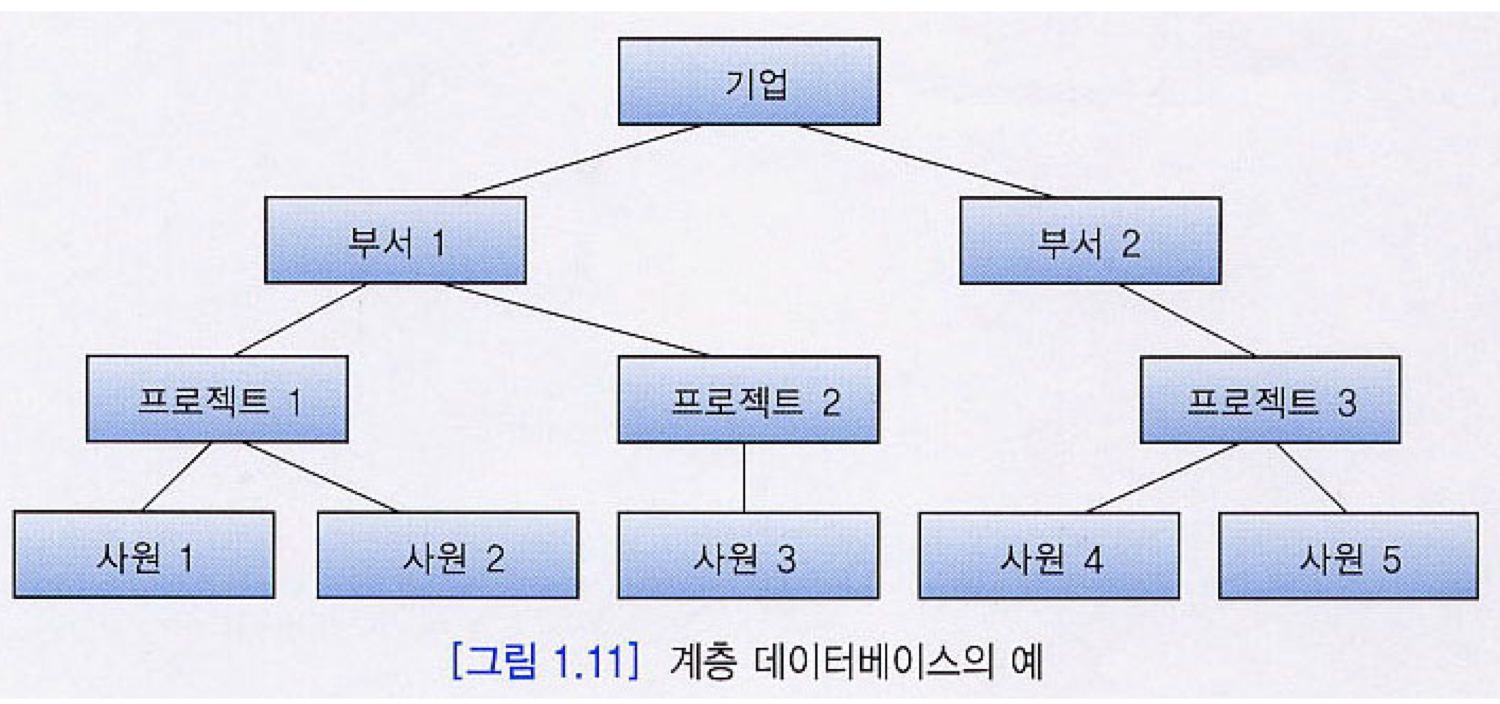 기업
부서 1
부서 2
프로젝트 1
프로젝트 2
프로젝트 3
사원 1
사원 2
사원 3
사원 4
사원 5
[그림 1.11] 계층 데이터베이스의 예